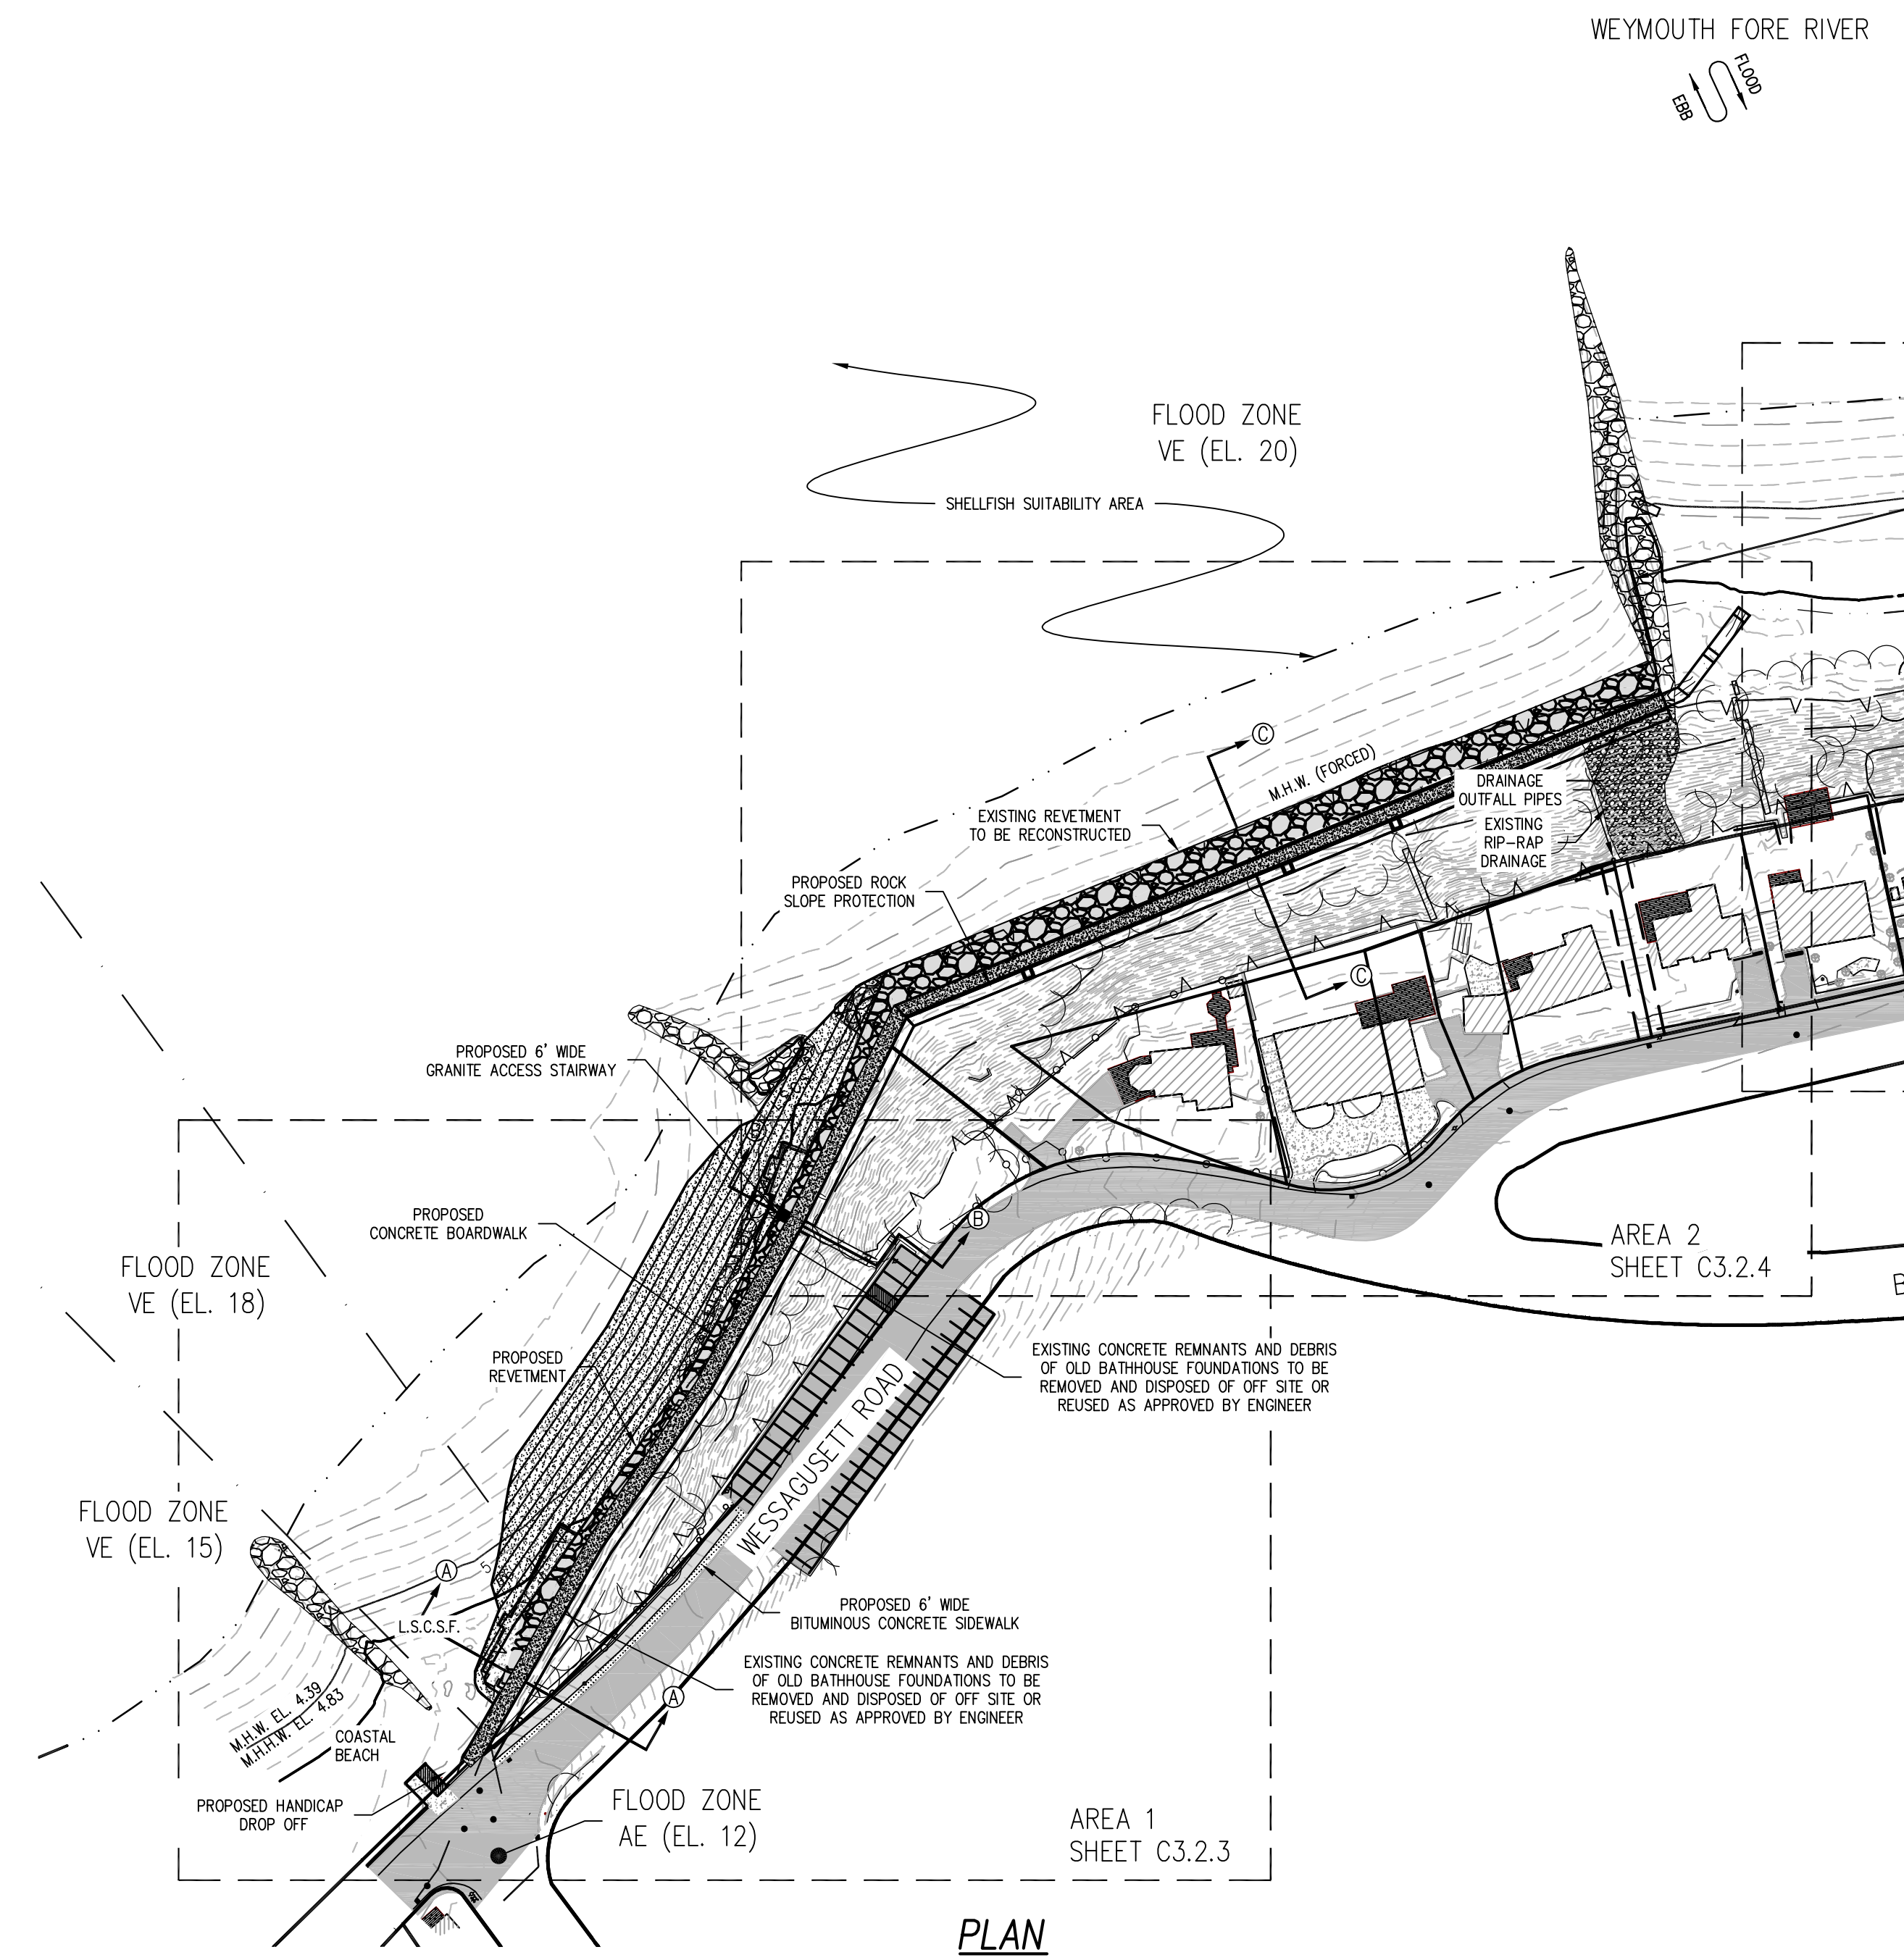 WEYMOUTH FORE RIVER
FLOOD
EBB
FLOOD ZONE
VE (EL. 20)
SHELLFISH SUITABILITY AREA
C
M.H.W. (FORCED)
DRAINAGE
OUTFALL PIPES
EXISTING REVETMENT
TO BE RECONSTRUCTED
EXISTING
RIP-RAP
DRAINAGE
PROPOSED ROCK
SLOPE PROTECTION
C
PROPOSED 6' WIDE
GRANITE ACCESS STAIRWAY
B
PROPOSED
CONCRETE BOARDWALK
B
AREA 2
SHEET C3.2.4
FLOOD ZONE
VE (EL. 18)
B
EXISTING CONCRETE REMNANTS AND DEBRIS
OF OLD BATHHOUSE FOUNDATIONS TO BE
REMOVED AND DISPOSED OF OFF SITE OR
REUSED AS APPROVED BY ENGINEER
PROPOSED
REVETMENT
WESSAGUSETT ROAD
FLOOD ZONE
VE (EL. 15)
5
A
L.S.C.S.F.
PROPOSED 6' WIDE
BITUMINOUS CONCRETE SIDEWALK
EXISTING CONCRETE REMNANTS AND DEBRIS
OF OLD BATHHOUSE FOUNDATIONS TO BE
REMOVED AND DISPOSED OF OFF SITE OR
REUSED AS APPROVED BY ENGINEER
A
M.H.W. EL. 4.39
M.H.H.W. EL. 4.83
COASTAL
BEACH
PROPOSED HANDICAP
DROP OFF
FLOOD ZONE
AE (EL. 12)
AREA 1
SHEET C3.2.3
PLAN